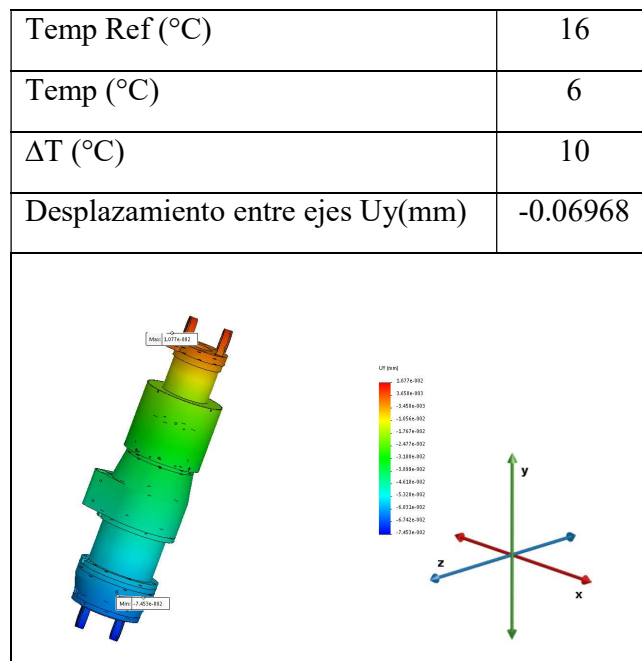 Temp Ref (°C) 16
Temp (°C) 6
ΔT (°C) 10
Desplazamiento entre ejes Uy(mm) -0.06968
Max: 1.077e-002
UY (mm)
1.077e-002
3.650e-003
-3.458e-003
-1.056e-002
-1.767e-002
-2.477e-002
-3.188e-002
-3.898e-002
-4.610e-002
-5.320e-002
-6.031e-002
-6.742e-002
-7.453e-002
Min: -7.453e-002
y
z
x